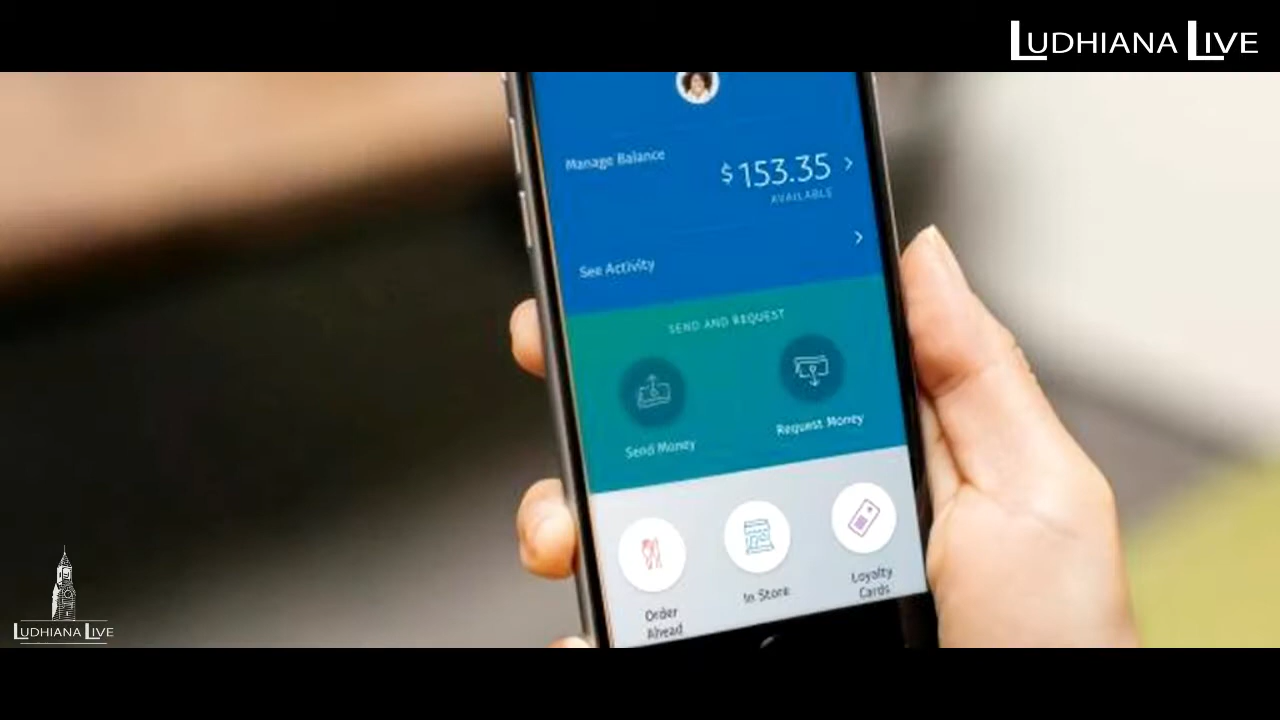 LUDHIANA LIVE
Manage Balance
$153.35
AVAILABLE
See Activity
SEND AND REQUEST
Send Money
Request Money
Order
Ahead
In Store
Loyalty
Cards
LUDHIANA LIVE